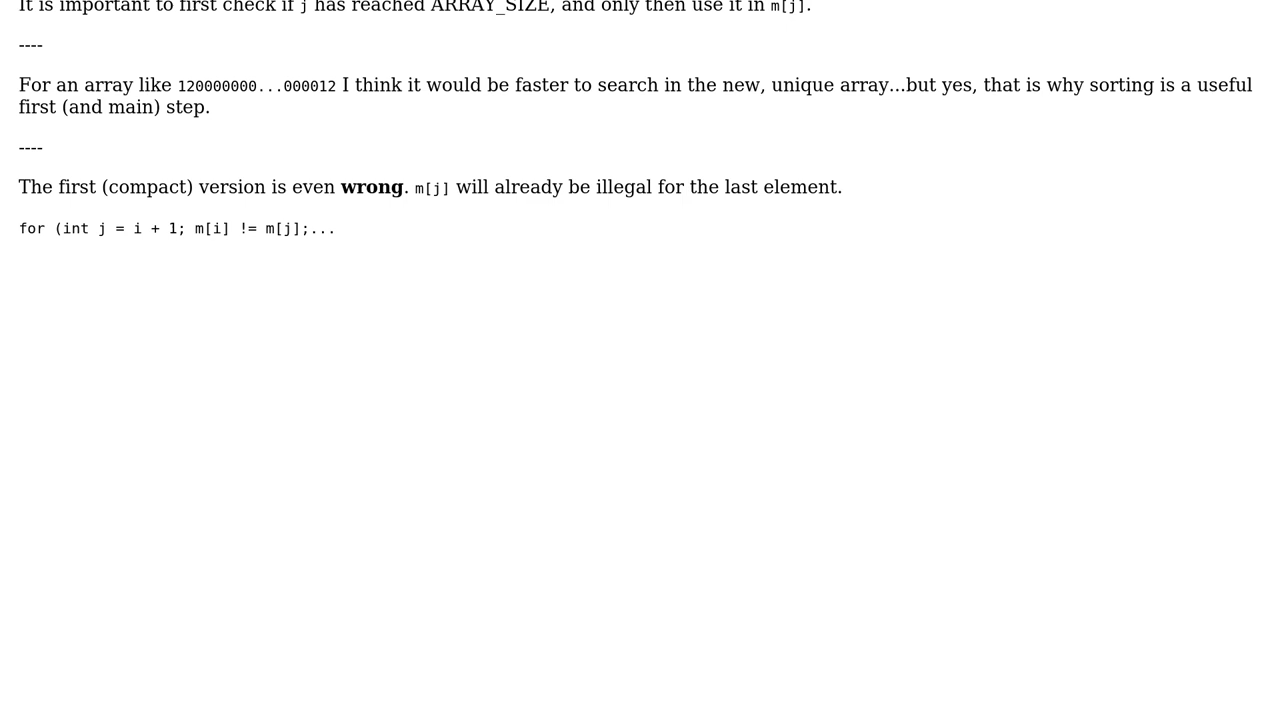 It is important to first check if j has reached ARRAY_SIZE, and only then use it in m[j].
----
For an array like 120000000...000012 I think it would be faster to search in the new, unique array...but yes, that is why sorting is a useful
first (and main) step.
----
The first (compact) version is even wrong. m[j] will already be illegal for the last element.
for (int j = i + 1; m[i] != m[j];...